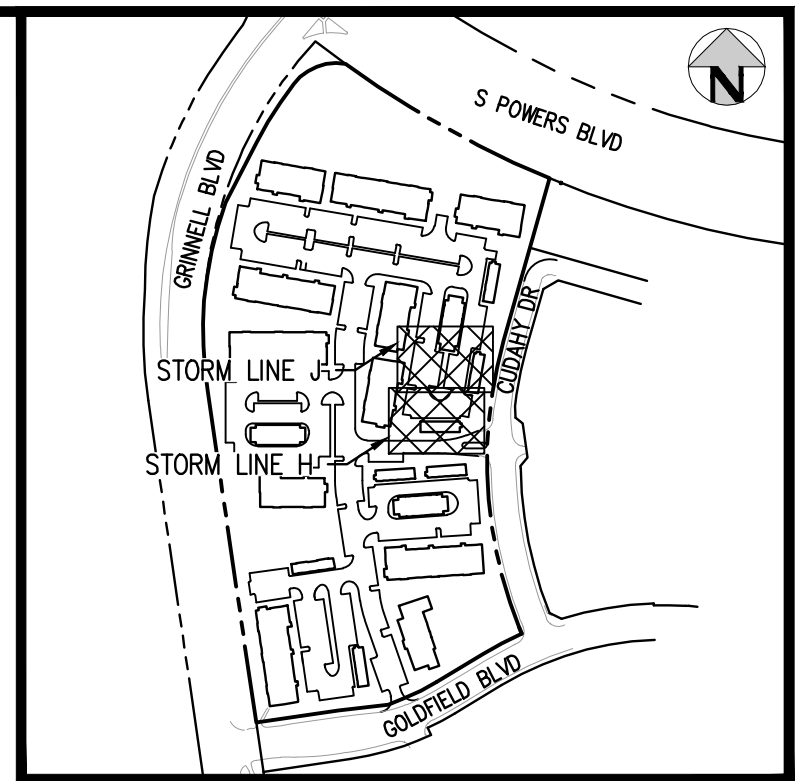 N
S POWERS BLVD
GRINNELL BLVD
CUDAHY DR
STORM LINE J
STORM LINE H
GOLDFIELD BLVD